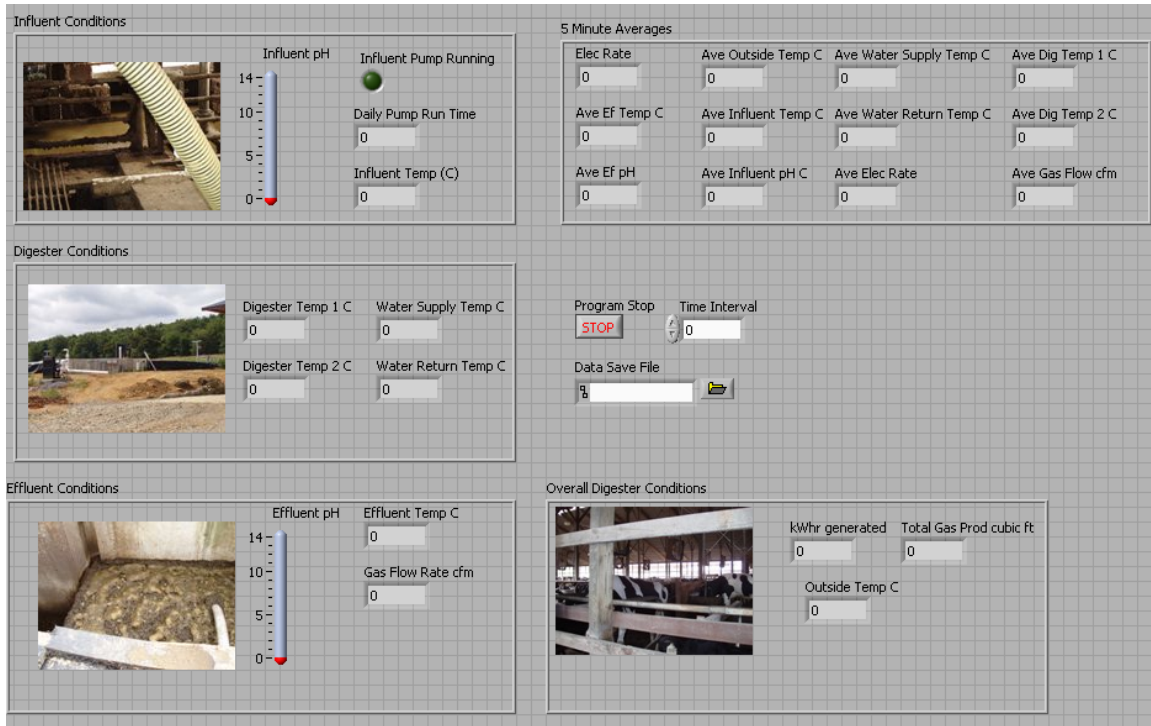 Influent Conditions
Influent pH
14
10
5
0
Influent Pump Running
Daily Pump Run Time
0
Influent Temp (C)
0
5 Minute Averages
Elec Rate Ave Outside Temp C Ave Water Supply Temp C Ave Dig Temp 1 C
0 0 0 0
Ave Ef Temp C Ave Influent Temp C Ave Water Return Temp C Ave Dig Temp 2 C
0 0 0 0
Ave Ef pH Ave Influent pH C Ave Elec Rate Ave Gas Flow cfm
0 0 0 0
Digester Conditions
Digester Temp 1 C Water Supply Temp C
0 0
Digester Temp 2 C Water Return Temp C
0 0
Program Stop Time Interval
STOP 0
Data Save File
Effluent Conditions
Effluent pH
14
10
5
0
Effluent Temp C
0
Gas Flow Rate cfm
0
Overall Digester Conditions
kWhr generated Total Gas Prod cubic ft
0 0
Outside Temp C
0